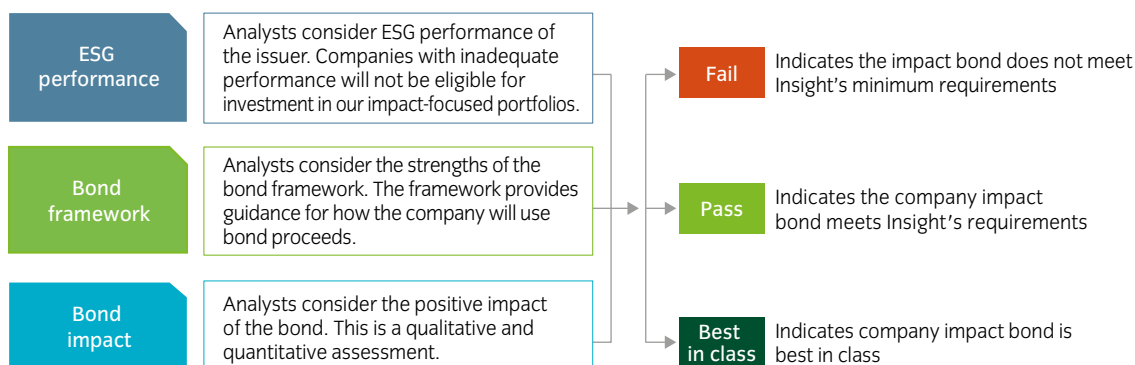 ESG
performance
Analysts consider ESG performance of
the issuer. Companies with inadequate
performance will not be eligible for
investment in our impact-focused portfolios.
Fail
Indicates the impact bond does not meet
Insight's minimum requirements
Bond
framework
Analysts consider the strengths of the
bond framework. The framework provides
guidance for how the company will use
bond proceeds.
Pass
Indicates the company impact
bond meets Insight's requirements
Bond
impact
Analysts consider the positive impact
of the bond. This is a qualitative and
quantitative assessment.
Best
in class
Indicates company impact bond is
best in class